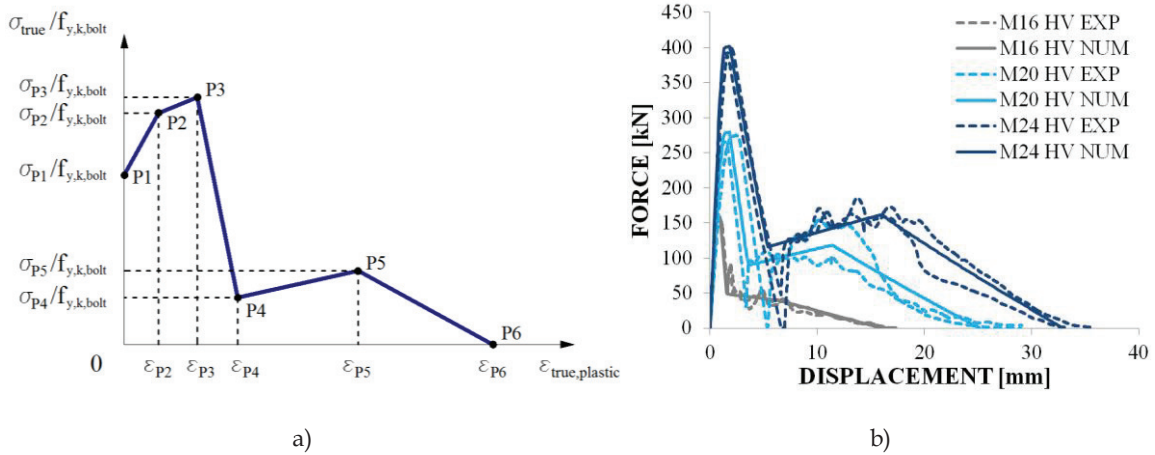 σtrue/fy,k,bolt
σP3/fy,k,bolt
P3
σP2/fy,k,bolt
P2
σP1/fy,k,bolt
P1
σP5/fy,k,bolt
P5
σP4/fy,k,bolt
P4
P6
0
εP2
εP3
εP4
εP5
εP6
εtrue,plastic
a)
FORCE [kN]
450
400
350
300
250
200
150
100
50
0
M16 HV EXP
M16 HV NUM
M20 HV EXP
M20 HV NUM
M24 HV EXP
M24 HV NUM
0
10
20
30
40
DISPLACEMENT [mm]
b)